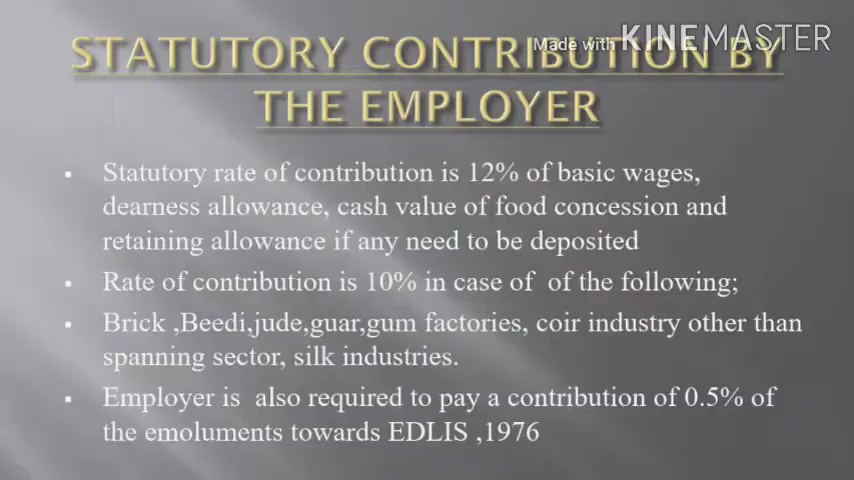 Made with KINEMASTER
STATUTORY CONTRIBUTION BY
THE EMPLOYER
▪ Statutory rate of contribution is 12% of basic wages,
dearness allowance, cash value of food concession and
retaining allowance if any need to be deposited
▪ Rate of contribution is 10% in case of of the following;
▪ Brick ,Beedi,jude,guar,gum factories, coir industry other than
spanning sector, silk industries.
▪ Employer is also required to pay a contribution of 0.5% of
the emoluments towards EDLIS ,1976